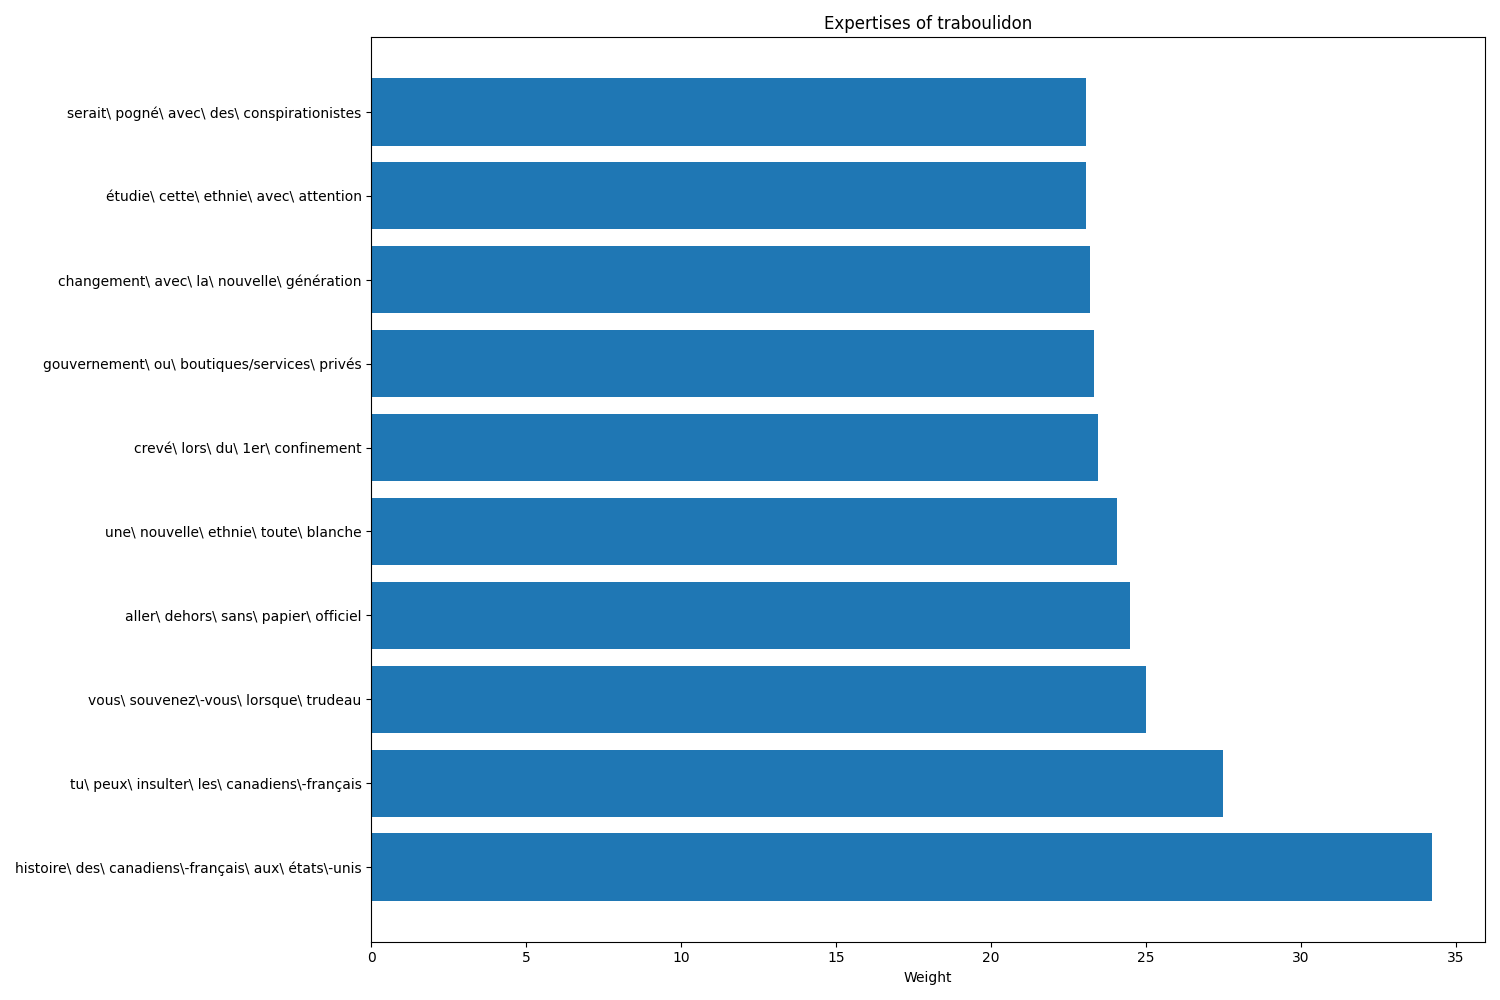 Expertises of traboulidon
serait\ pogné\ avec\ des\ conspirationistes
étudie\ cette\ ethnie\ avec\ attention
changement\ avec\ la\ nouvelle\ génération
gouvernement\ ou\ boutiques/services\ privés
crevé\ lors\ du\ 1er\ confinement
une\ nouvelle\ ethnie\ toute\ blanche
aller\ dehors\ sans\ papier\ officiel
vous\ souvenez\-vous\ lorsque\ trudeau
tu\ peux\ insulter\ les\ canadiens\-français
histoire\ des\ canadiens\-français\ aux\ états\-unis
0 5 10 15 20 25 30 35
Weight